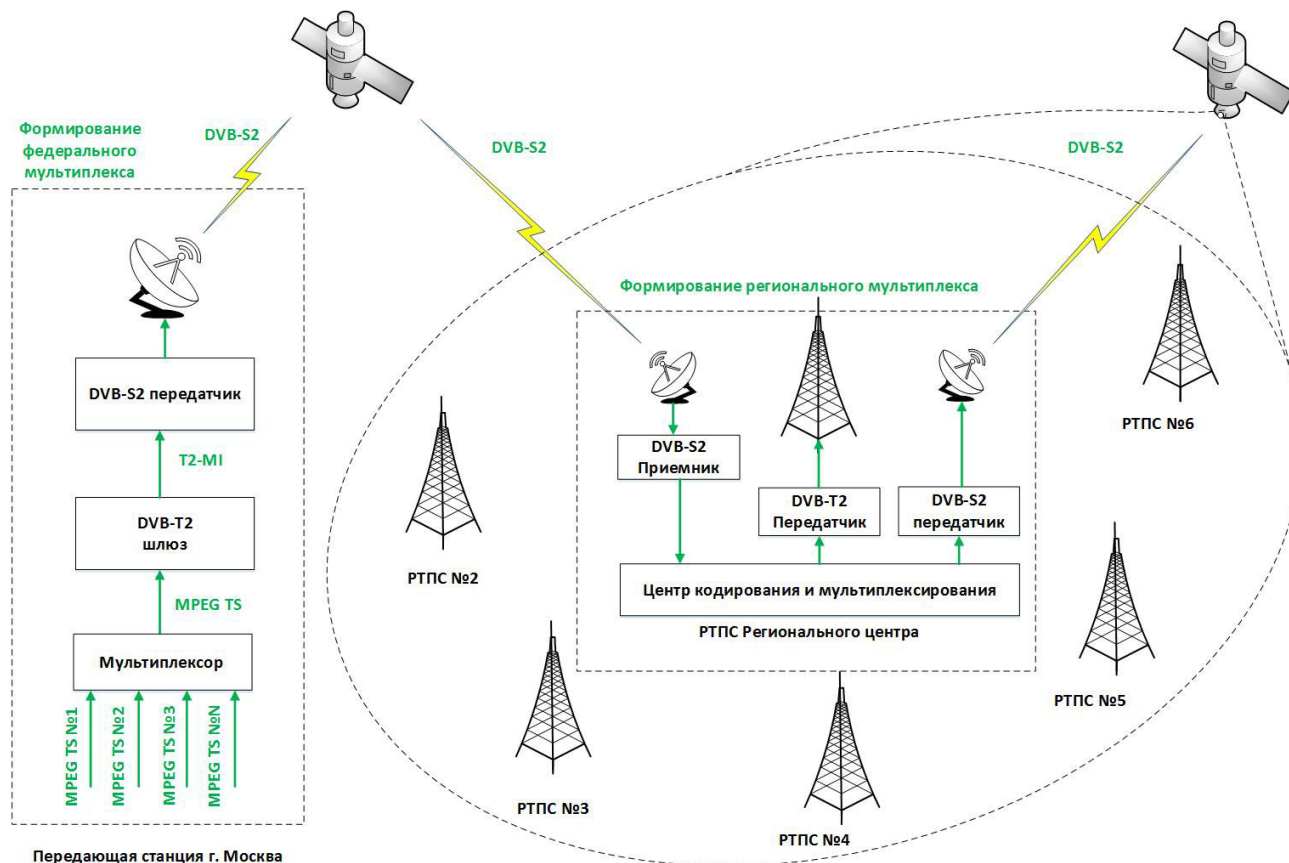 Формирование
федерального
мультиплекса
DVB-S2
DVB-S2
DVB-S2
DVB-S2 передатчик
T2-MI
DVB-T2
шлюз
MPEG TS
Мультиплексор
MPEG TS №1
MPEG TS №2
MPEG TS №3
MPEG TS №N
Передающая станция г. Москва
Формирование регионального мультиплекса
DVB-S2
Приемник
DVB-T2
Передатчик
DVB-S2
передатчик
Центр кодирования и мультиплексирования
РТПС Регионального центра
РТПС №2
РТПС №3
РТПС №4
РТПС №5
РТПС №6